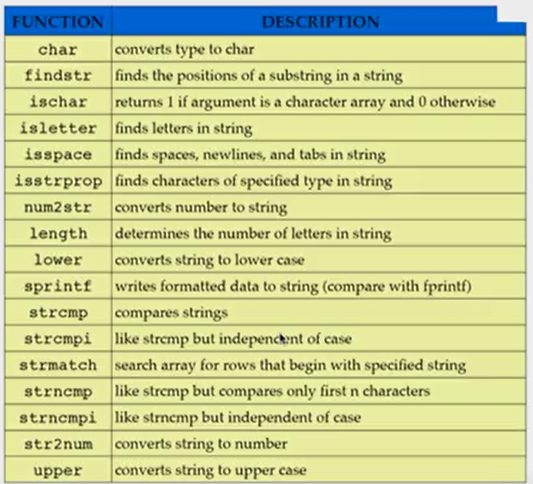 FUNCTION DESCRIPTION
char converts type to char
findstr finds the positions of a substring in a string
ischar returns 1 if argument is a character array and 0 otherwise
isletter finds letters in string
isspace finds spaces, newlines, and tabs in string
isstrprop finds characters of specified type in string
num2str converts number to string
length determines the number of letters in string
lower converts string to lower case
sprintf writes formatted data to string (compare with fprintf)
strcmp compares strings
strcmpi like strcmp but independent of case
strmatch search array for rows that begin with specified string
strncmp like strcmp but compares only first n characters
strncmpi like strncmp but independent of case
str2num converts string to number
upper converts string to upper case